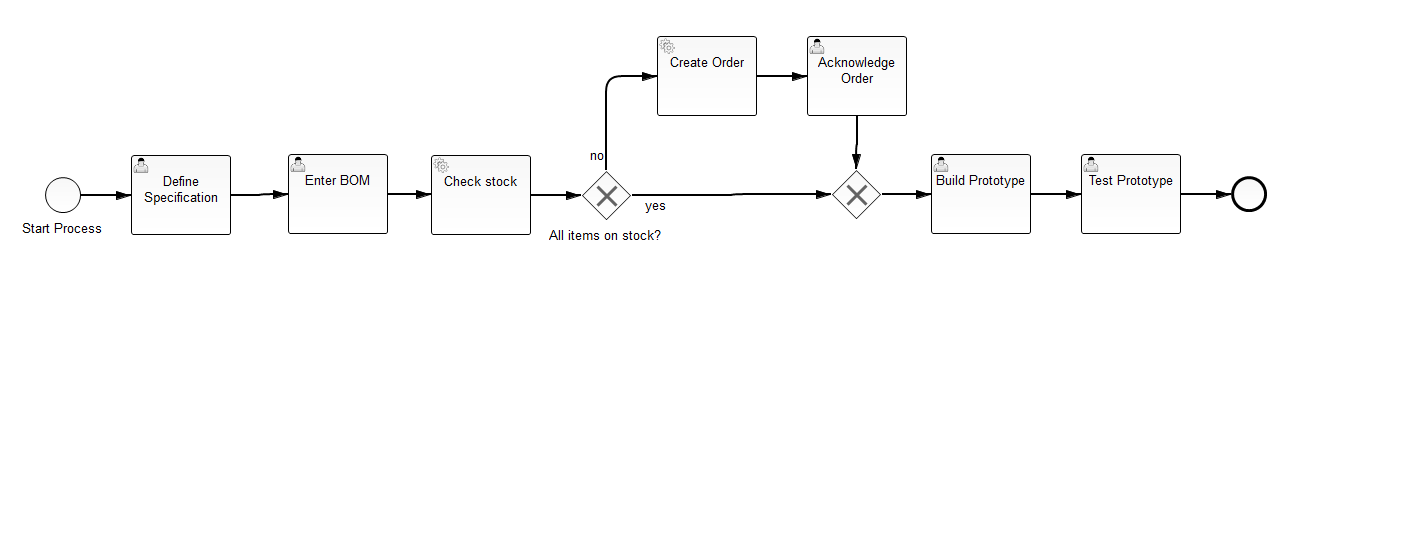 Create Order
Acknowledge
Order
no
Define
Specification
Enter BOM
Check stock
Build Prototype
Test Prototype
yes
Start Process
All items on stock?